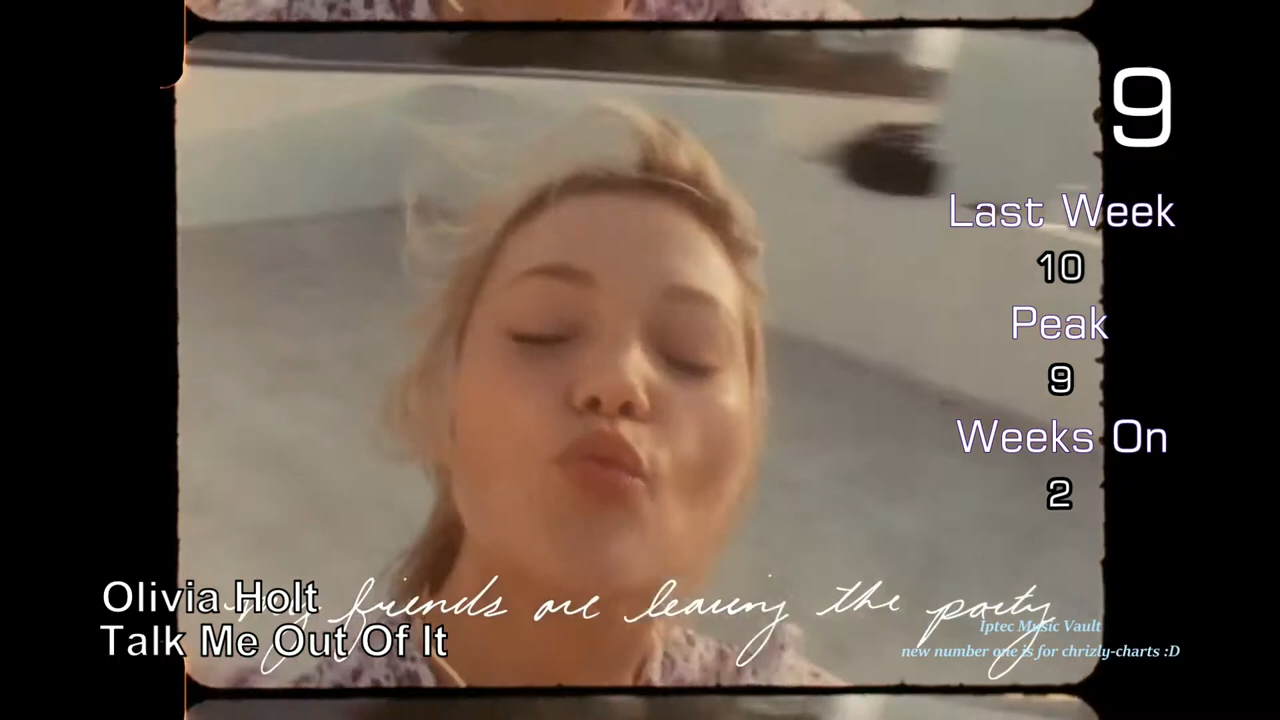 9
Last Week
10
Peak
9
Weeks On
2
my friends are leaving the party
Olivia Holt
Talk Me Out Of It
Iptec Music Vault
new number one is for chrizly-charts :D